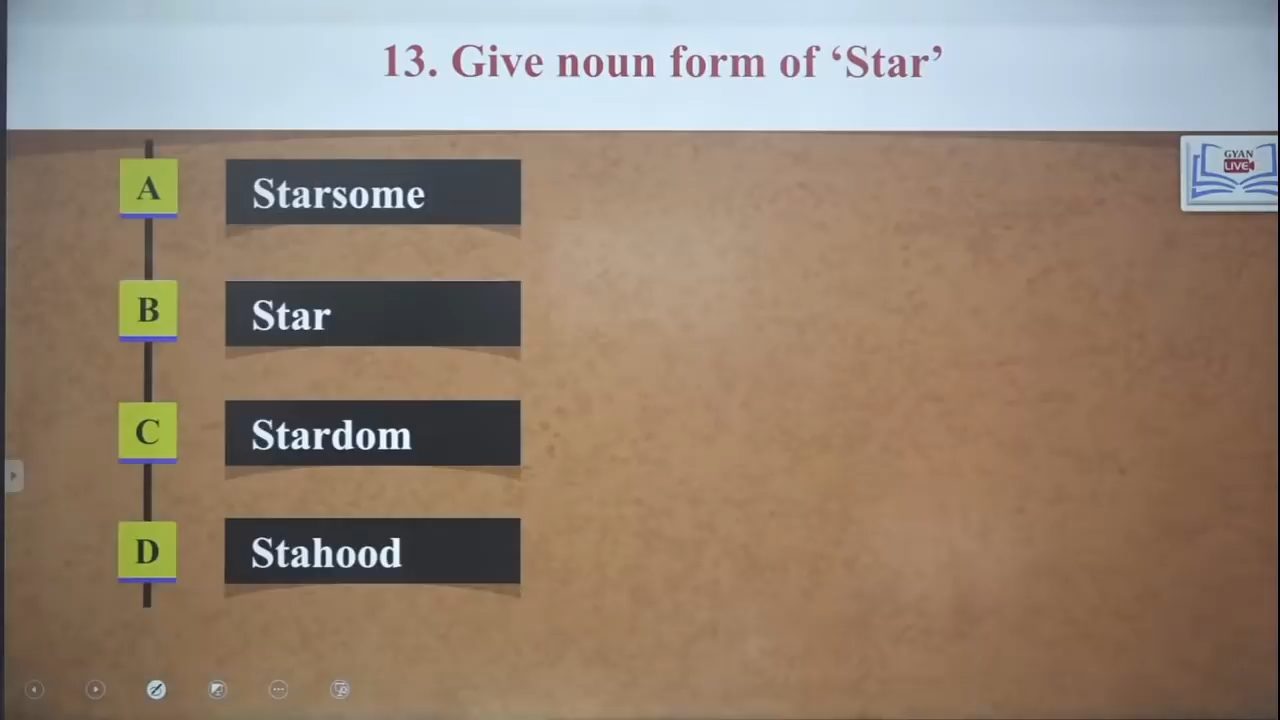 13. Give noun form of ‘Star’
GYAN
LIVE
A
Starsome
B
Star
C
Stardom
D
Stahood